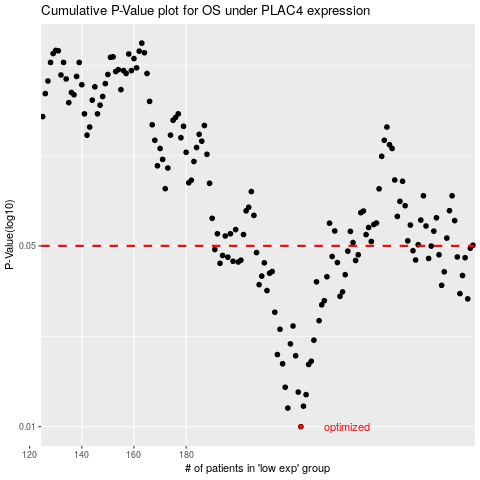 Cumulative P-Value plot for OS under PLAC4 expression
P-Value(log10)
0.05
0.01
optimized
120 140 160 180
# of patients in 'low exp' group